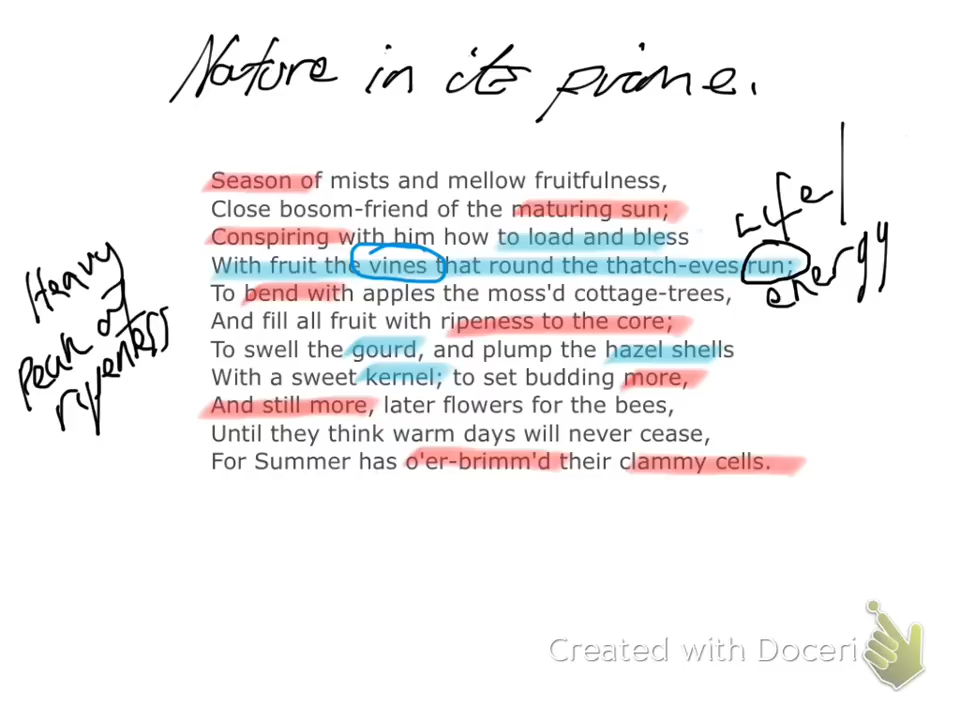 Nature in its prime.
Season of mists and mellow fruitfulness,
Close bosom-friend of the maturing sun;
Conspiring with him how to load and bless
With fruit the vines that round the thatch-eves run;
To bend with apples the moss'd cottage-trees,
And fill all fruit with ripeness to the core;
To swell the gourd, and plump the hazel shells
With a sweet kernel; to set budding more,
And still more, later flowers for the bees,
Until they think warm days will never cease,
For Summer has o'er-brimm'd their clammy cells.
Life
energy
Heavy
Peak of
ripeness
Created with Doceri